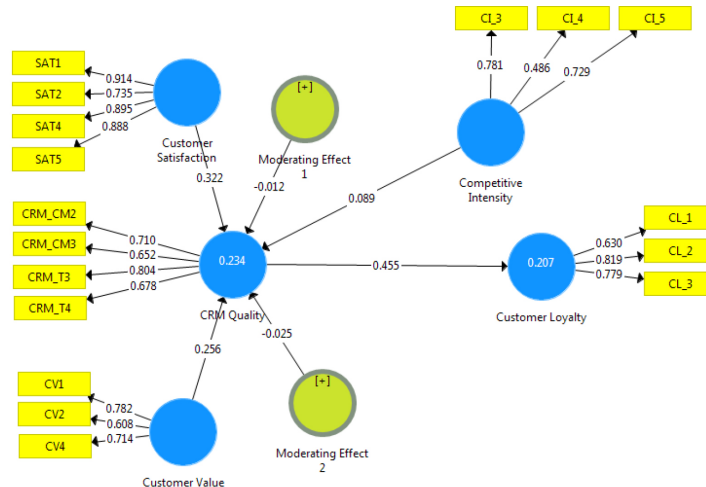 CI_3
CI_4
CI_5
0.781
0.486
0.729
SAT1
SAT2
SAT4
SAT5
0.914
0.735
0.895
0.888
Customer
Satisfaction
[+]
Moderating Effect
1
Competitive
Intensity
0.322
-0.012
0.089
CRM_CM2
CRM_CM3
CRM_T3
CRM_T4
0.710
0.652
0.804
0.678
0.234
CRM Quality
0.455
0.207
Customer Loyalty
0.630
0.819
0.779
CL_1
CL_2
CL_3
0.256
-0.025
CV1
CV2
CV4
0.782
0.608
0.714
Customer Value
[+]
Moderating Effect
2